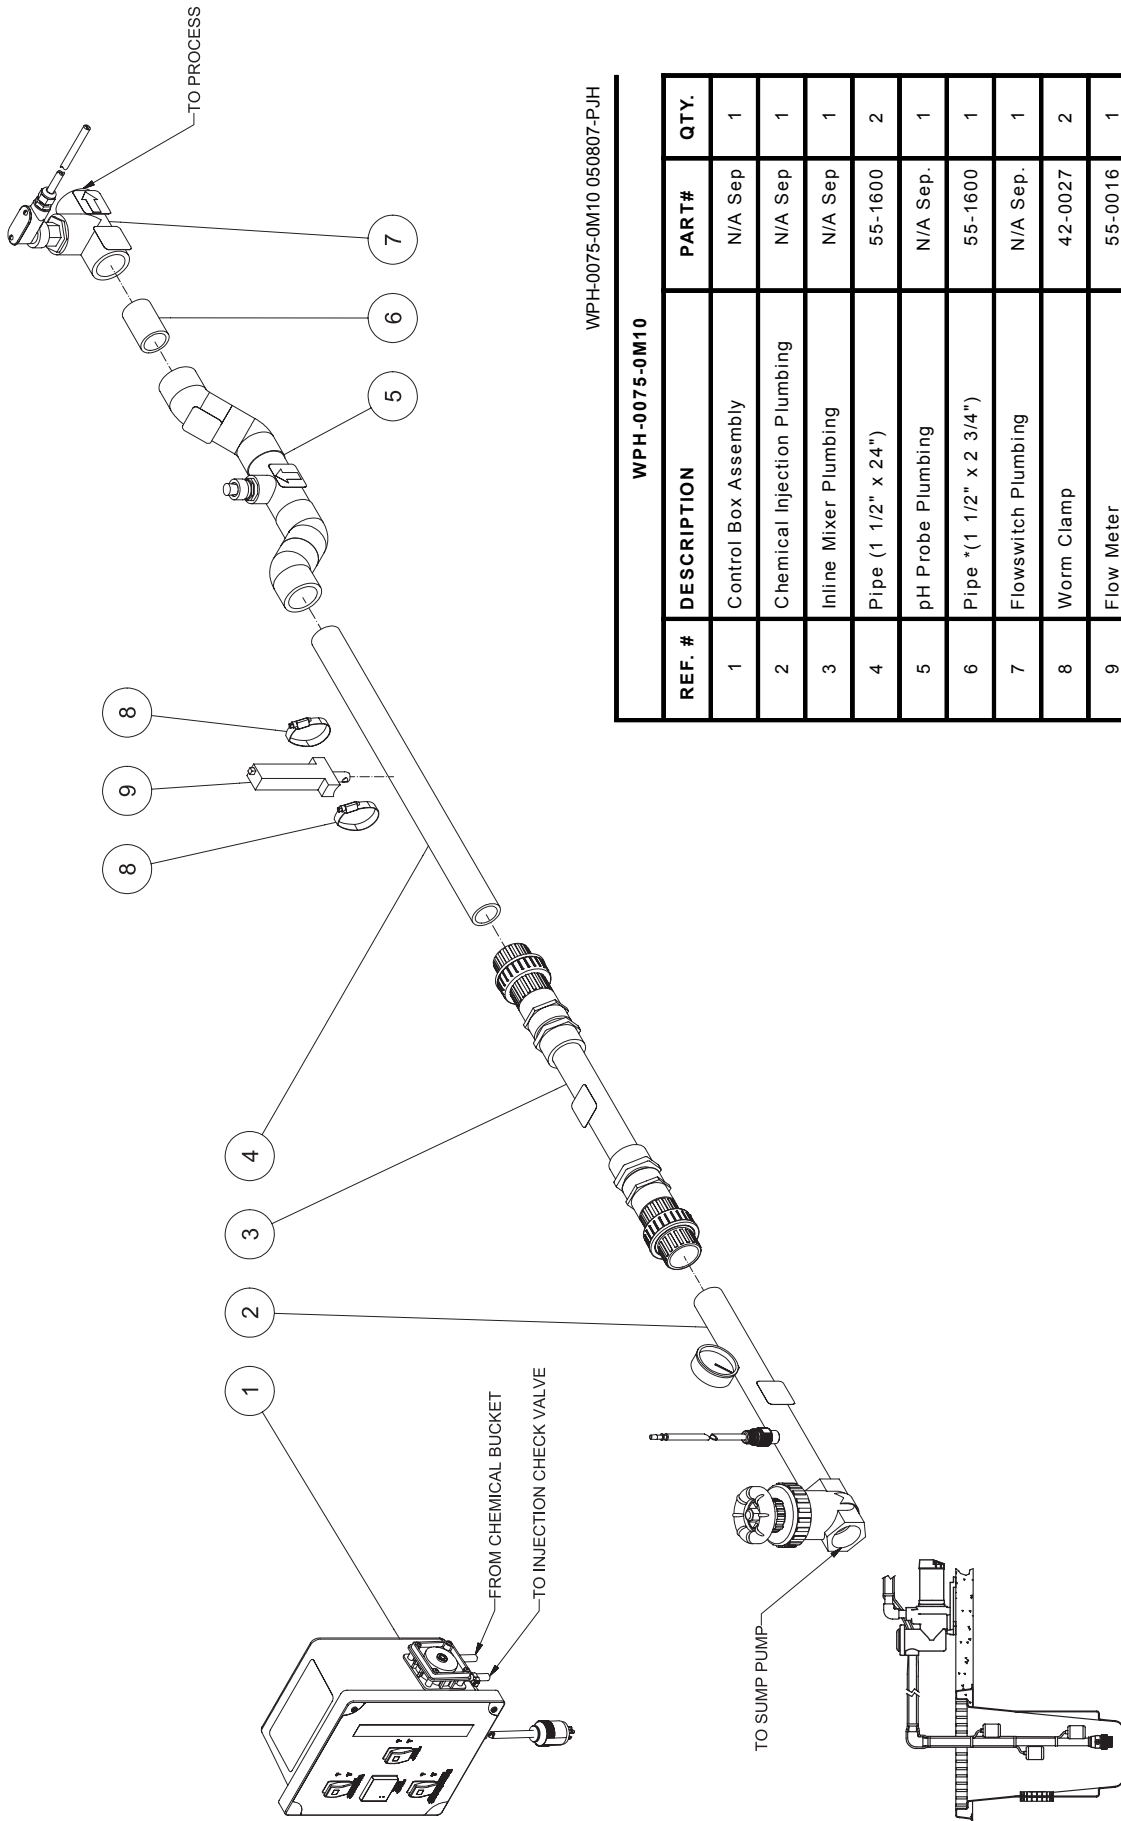 TO PROCESS
7
6
5
8
9
8
4
3
2
1
FROM CHEMICAL BUCKET
TO INJECTION CHECK VALVE
TO SUMP PUMP
WPH-0075-0M10 050807-PJH
WPH-0075-0M10
REF. # DESCRIPTION PART# QTY.
1 Control Box Assembly N/A Sep 1
2 Chemical Injection Plumbing N/A Sep 1
3 Inline Mixer Plumbing N/A Sep 1
4 Pipe (1 1/2" x 24") 55-1600 2
5 pH Probe Plumbing N/A Sep. 1
6 Pipe *(1 1/2" x 2 3/4") 55-1600 1
7 Flowswitch Plumbing N/A Sep. 1
8 Worm Clamp 42-0027 2
9 Flow Meter 55-0016 1